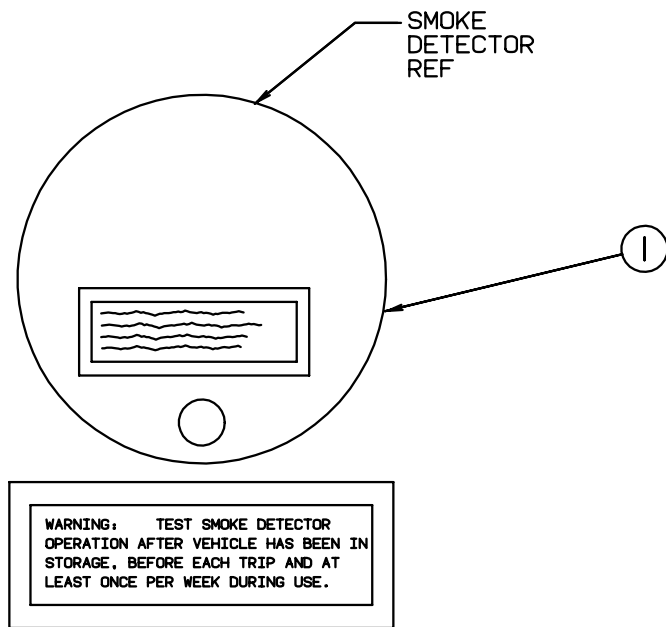 SMOKE
DETECTOR
REF
1
WARNING: TEST SMOKE DETECTOR
OPERATION AFTER VEHICLE HAS BEEN IN
STORAGE, BEFORE EACH TRIP AND AT
LEAST ONCE PER WEEK DURING USE.